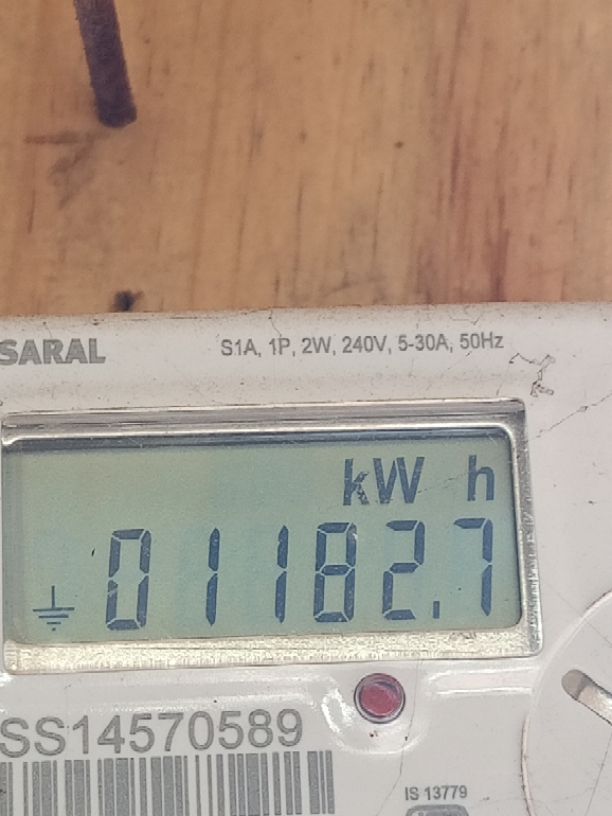 SARAL
S1A, 1P, 2W, 240V, 5-30A, 50Hz
kW h
01182.7
SS14570589
IS 13779